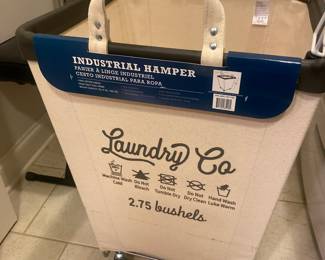 INDUSTRIAL HAMPER
PANIER À LINGE INDUSTRIEL
CESTO INDUSTRIAL PARA ROPA
Laundry Co
Machine Wash Cold
Do Not Bleach
Do Not Tumble Dry
Do Not Dry Clean
Hand Wash Luke Warm
2.75 bushels